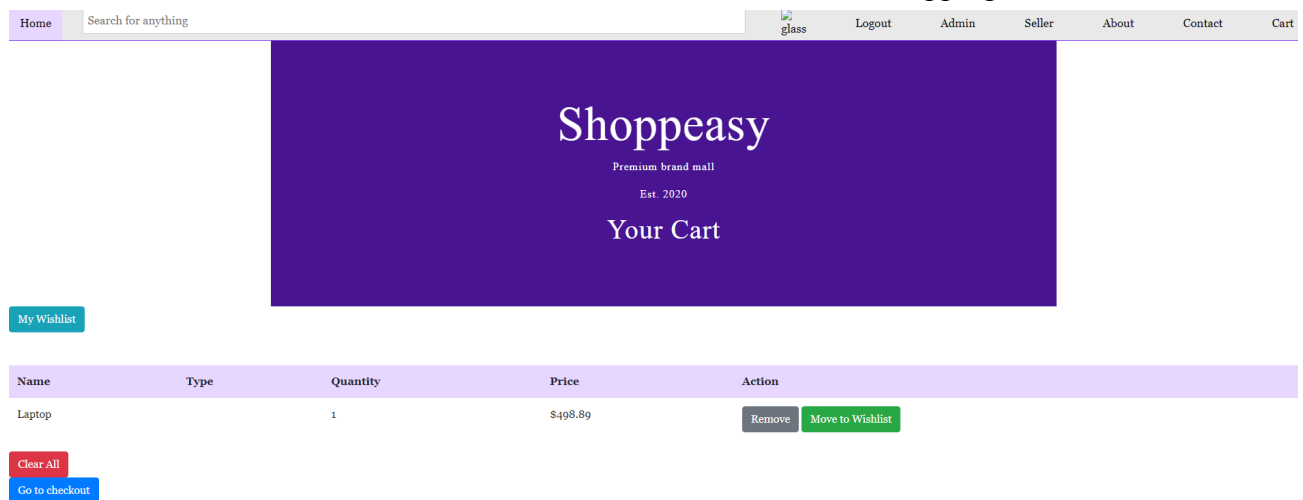 Home Search for anything glass Logout Admin Seller About Contact Cart
Shoppeasy
Premium brand mall
Est. 2020
Your Cart
My Wishlist
Name Type Quantity Price Action
Laptop 1 $498.89 Remove Move to Wishlist
Clear All
Go to checkout